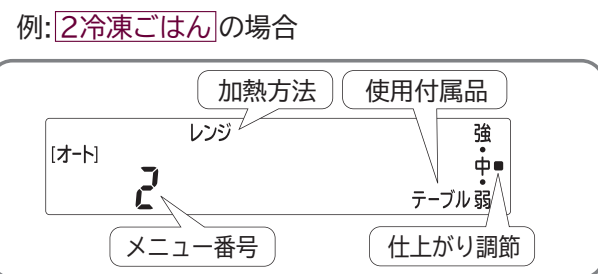 例:2冷凍ごはんの場合
加熱方法 使用付属品
レンジ 強
[オート] ・
中■
2 ・
テーブル 弱
メニュー番号 仕上がり調節